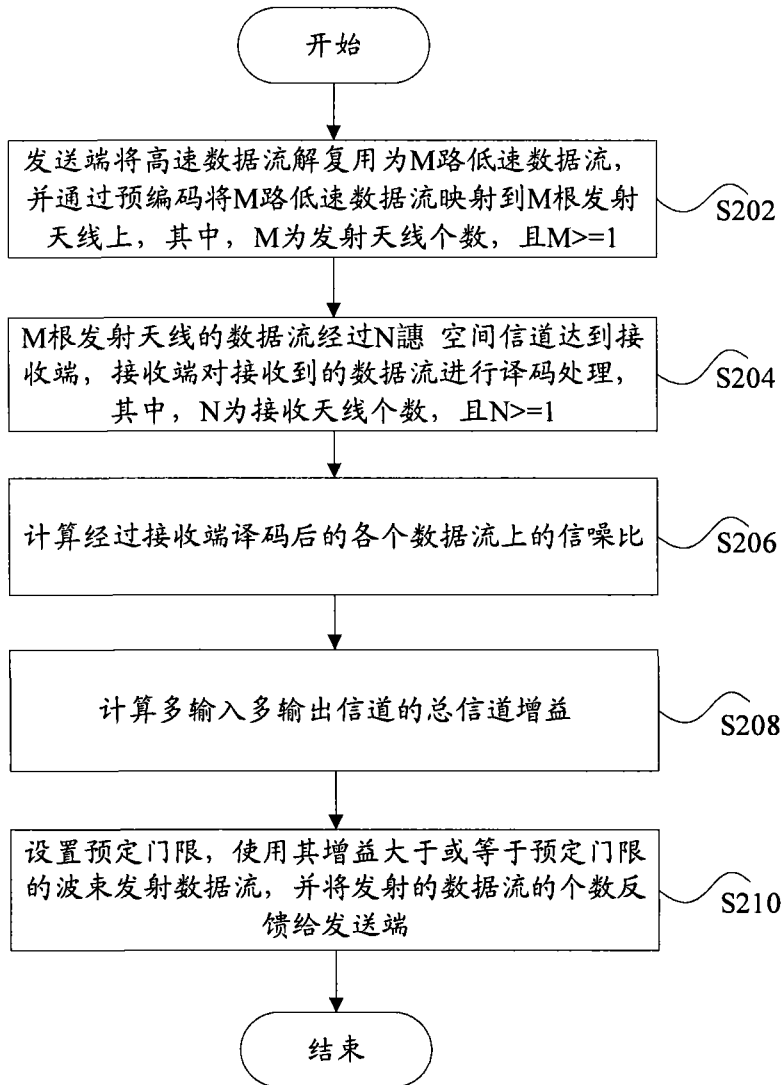 开始
发送端将高速数据流解复用为M路低速数据流，
并通过预编码将M路低速数据流映射到M根发射
天线上，其中，M为发射天线个数，且M>=1
S202
M根发射天线的数据流经过N譿 空间信道达到接
收端，接收端对接收到的数据流进行译码处理，
其中，N为接收天线个数，且N>=1
S204
计算经过接收端译码后的各个数据流上的信噪比
S206
计算多输入多输出信道的总信道增益
S208
设置预定门限，使用其增益大于或等于预定门限
的波束发射数据流，并将发射的数据流的个数反
馈给发送端
S210
结束